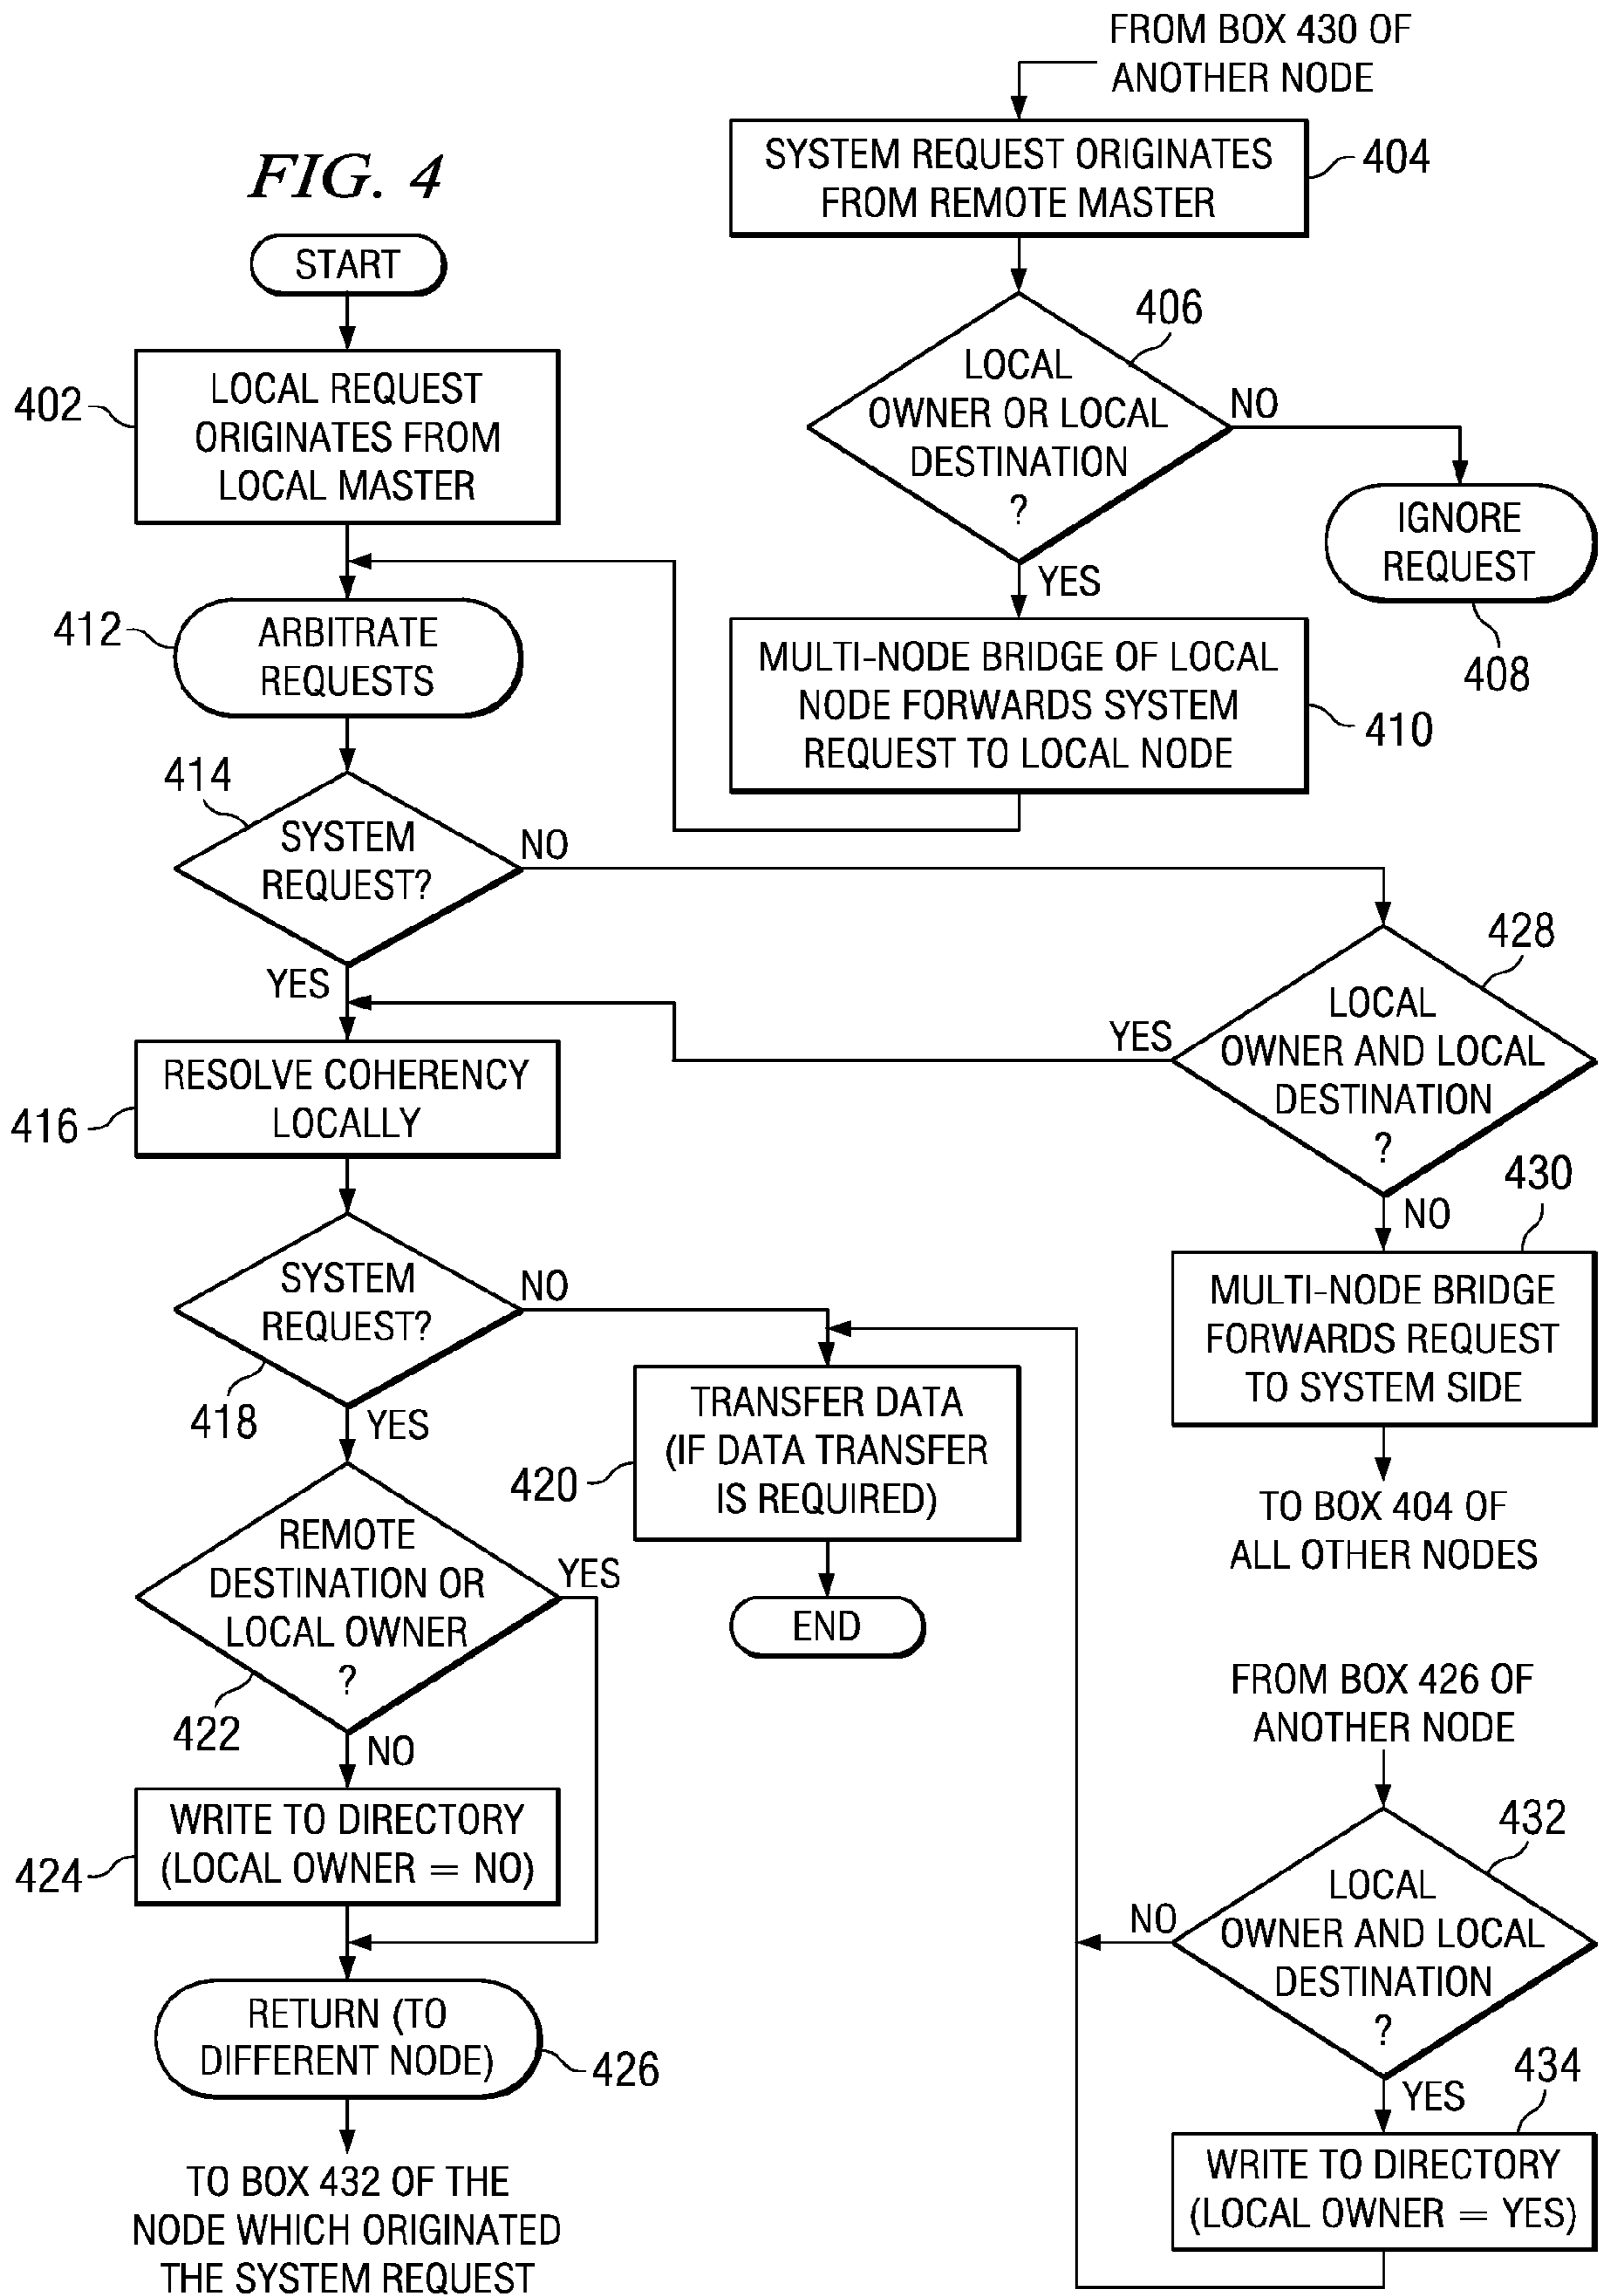 FROM BOX 430 OF
ANOTHER NODE
FIG. 4
SYSTEM REQUEST ORIGINATES
FROM REMOTE MASTER
404
START
406
LOCAL
OWNER OR LOCAL
DESTINATION
?
NO
YES
402
LOCAL REQUEST
ORIGINATES FROM
LOCAL MASTER
IGNORE
REQUEST
408
412
ARBITRATE
REQUESTS
MULTI-NODE BRIDGE OF LOCAL
NODE FORWARDS SYSTEM
REQUEST TO LOCAL NODE
410
414
SYSTEM
REQUEST?
NO
YES
428
LOCAL
OWNER AND LOCAL
DESTINATION
?
YES
NO
416
RESOLVE COHERENCY
LOCALLY
430
MULTI-NODE BRIDGE
FORWARDS REQUEST
TO SYSTEM SIDE
TO BOX 404 OF
ALL OTHER NODES
SYSTEM
REQUEST?
418
NO
YES
420
TRANSFER DATA
(IF DATA TRANSFER
IS REQUIRED)
END
REMOTE
DESTINATION OR
LOCAL OWNER
?
422
YES
NO
FROM BOX 426 OF
ANOTHER NODE
424
WRITE TO DIRECTORY
(LOCAL OWNER = NO)
432
LOCAL
OWNER AND LOCAL
DESTINATION
?
NO
YES
RETURN (TO
DIFFERENT NODE)
426
434
WRITE TO DIRECTORY
(LOCAL OWNER = YES)
TO BOX 432 OF THE
NODE WHICH ORIGINATED
THE SYSTEM REQUEST